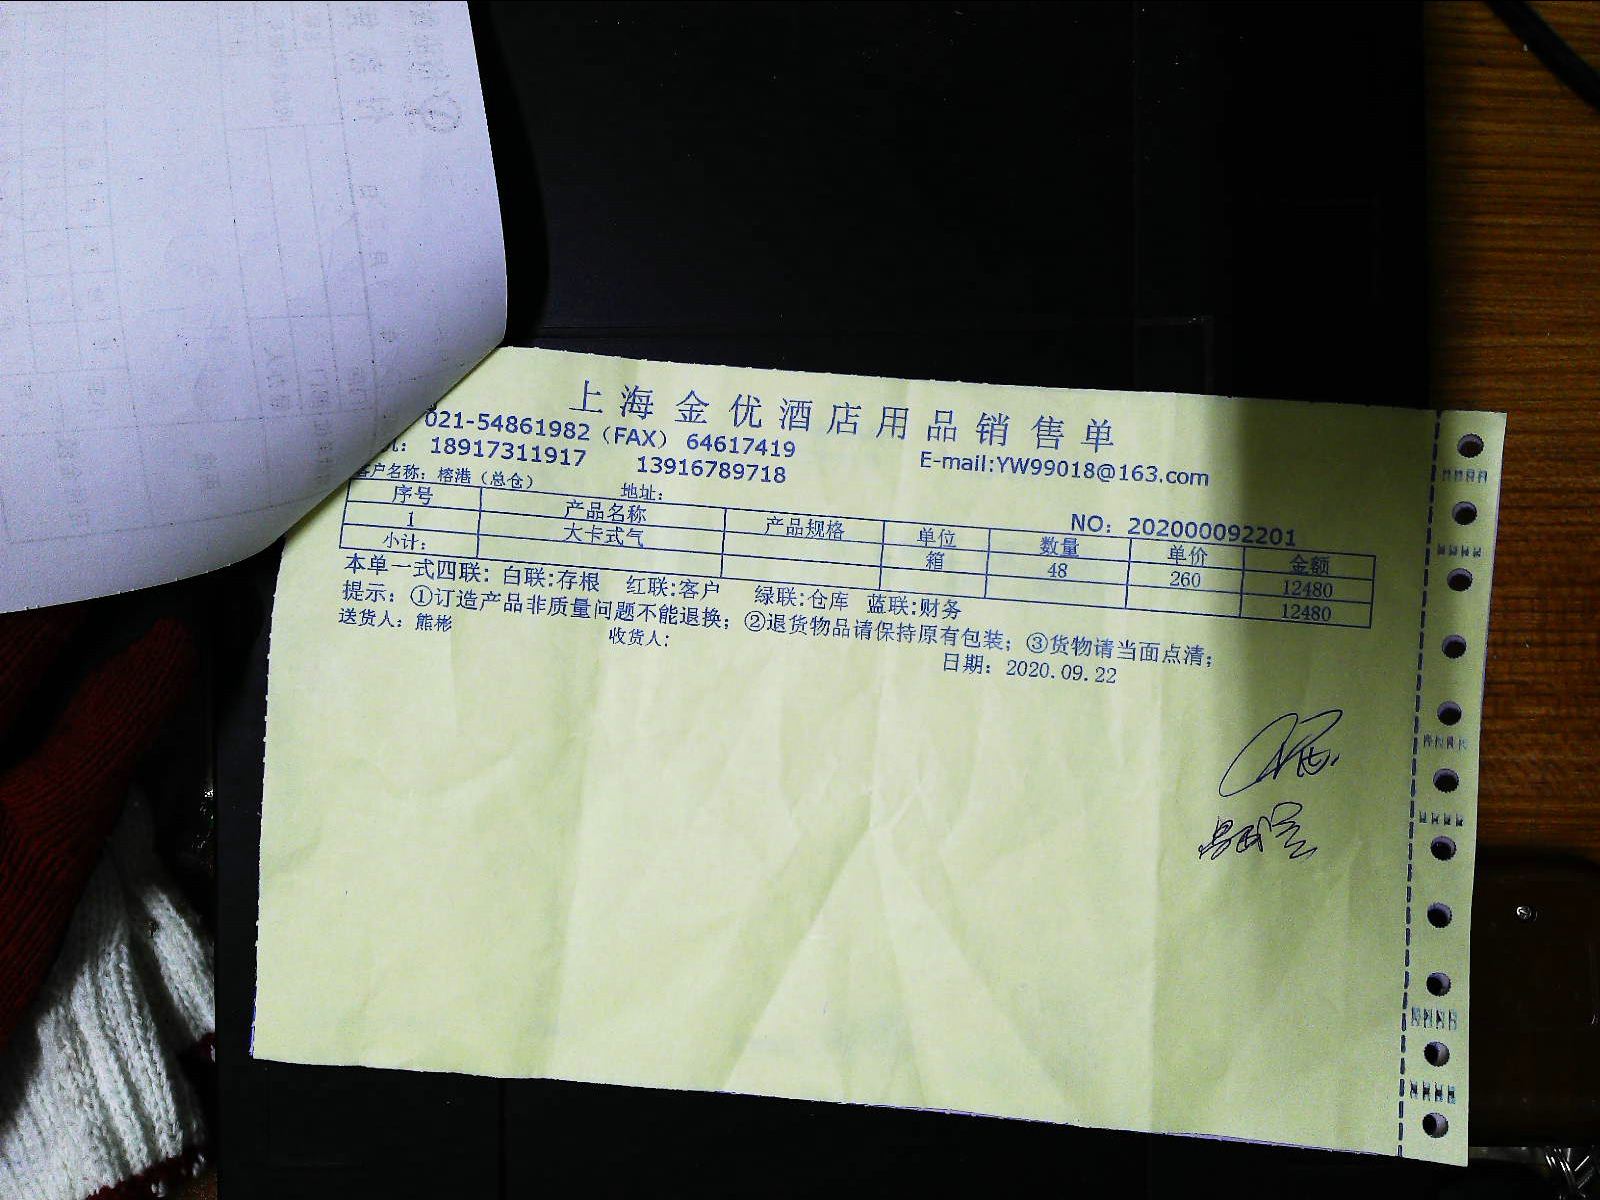 上海金优酒店用品销售单
021-54861982（FAX） 64617419
18917311917 13916789718 E-mail:YW99018@163.com
客户名称：榕港（总仓） 地址： NO：202000092201
序号 产品名称 产品规格 单位 数量 单价 金额
1 大卡式气 箱 48 260 12480
小计： 12480
本单一式四联：白联:存根 红联:客户 绿联:仓库 蓝联:财务
提示：①订造产品非质量问题不能退换；②退货物品请保持原有包装；③货物请当面点清；
送货人：熊彬 收货人： 日期：2020.09.22